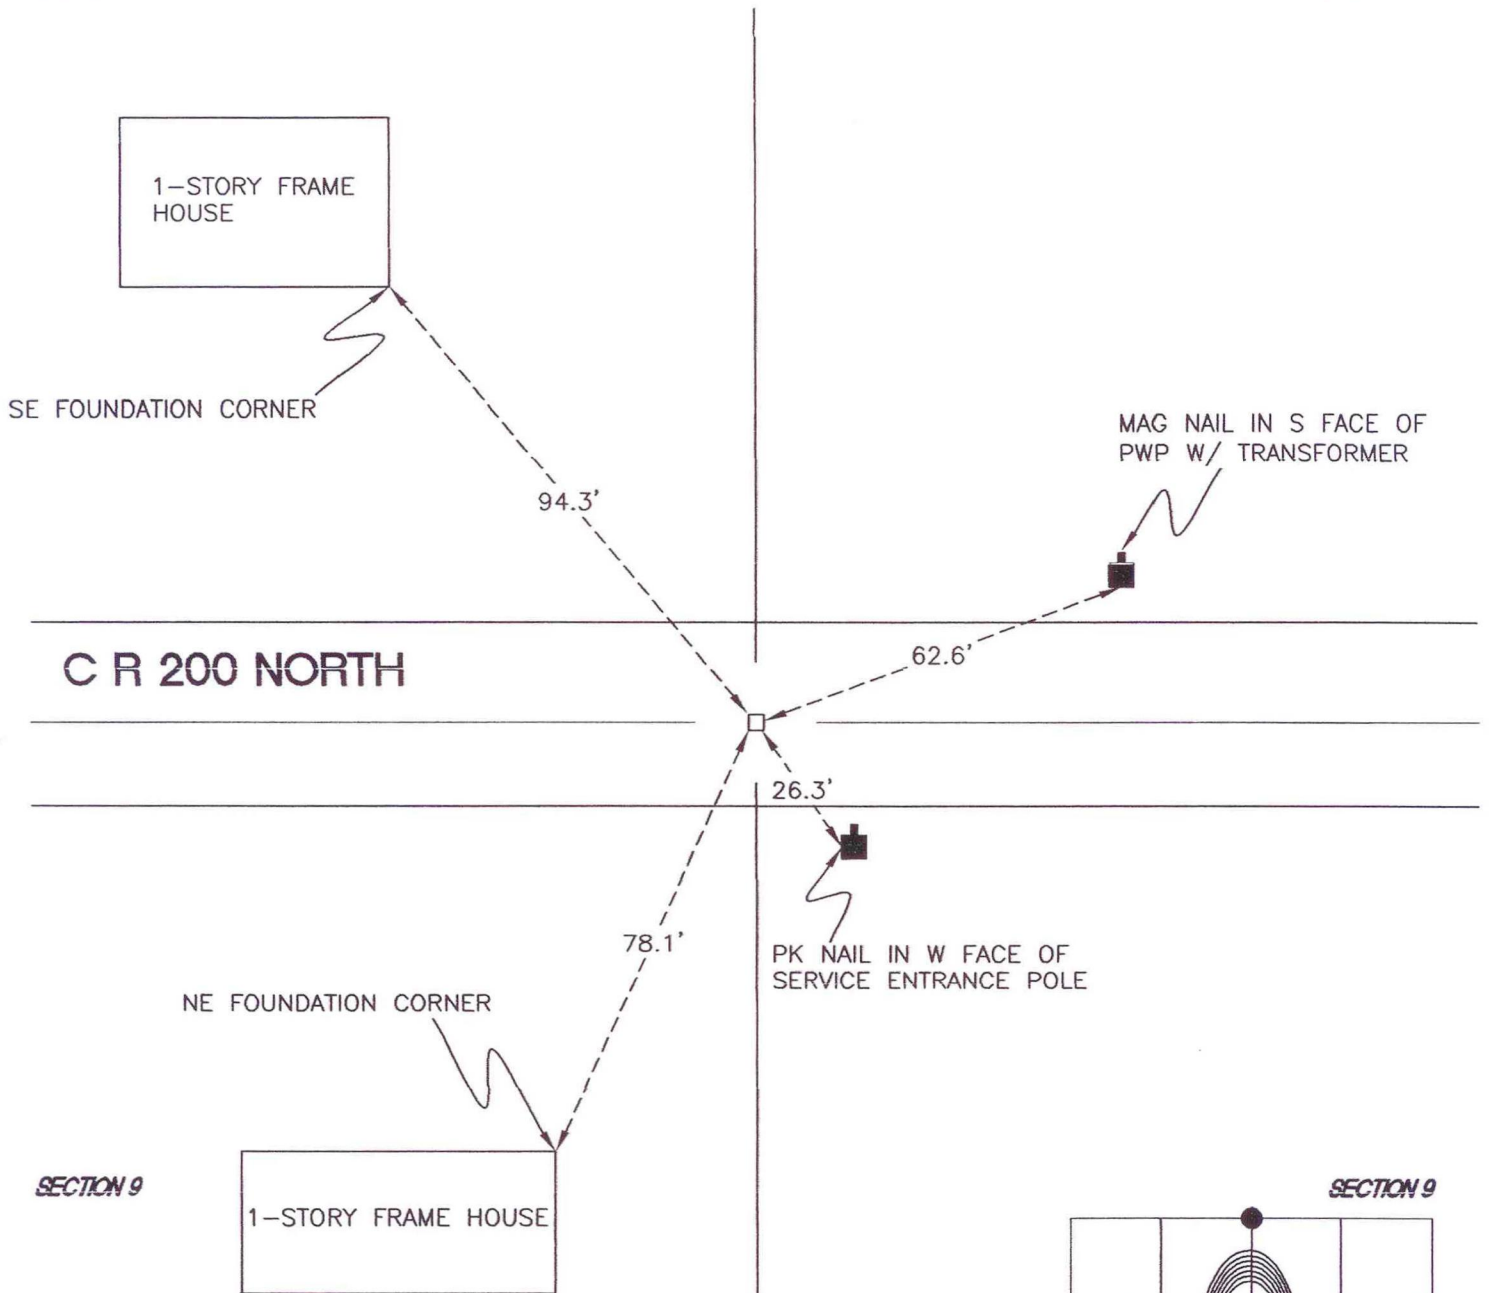 1-STORY FRAME
HOUSE
SE FOUNDATION CORNER
MAG NAIL IN S FACE OF
PWP W/ TRANSFORMER
94.3'
C R 200 NORTH
62.6'
26.3'
78.1'
PK NAIL IN W FACE OF
SERVICE ENTRANCE POLE
NE FOUNDATION CORNER
SECTION 9
1-STORY FRAME HOUSE
SECTION 9